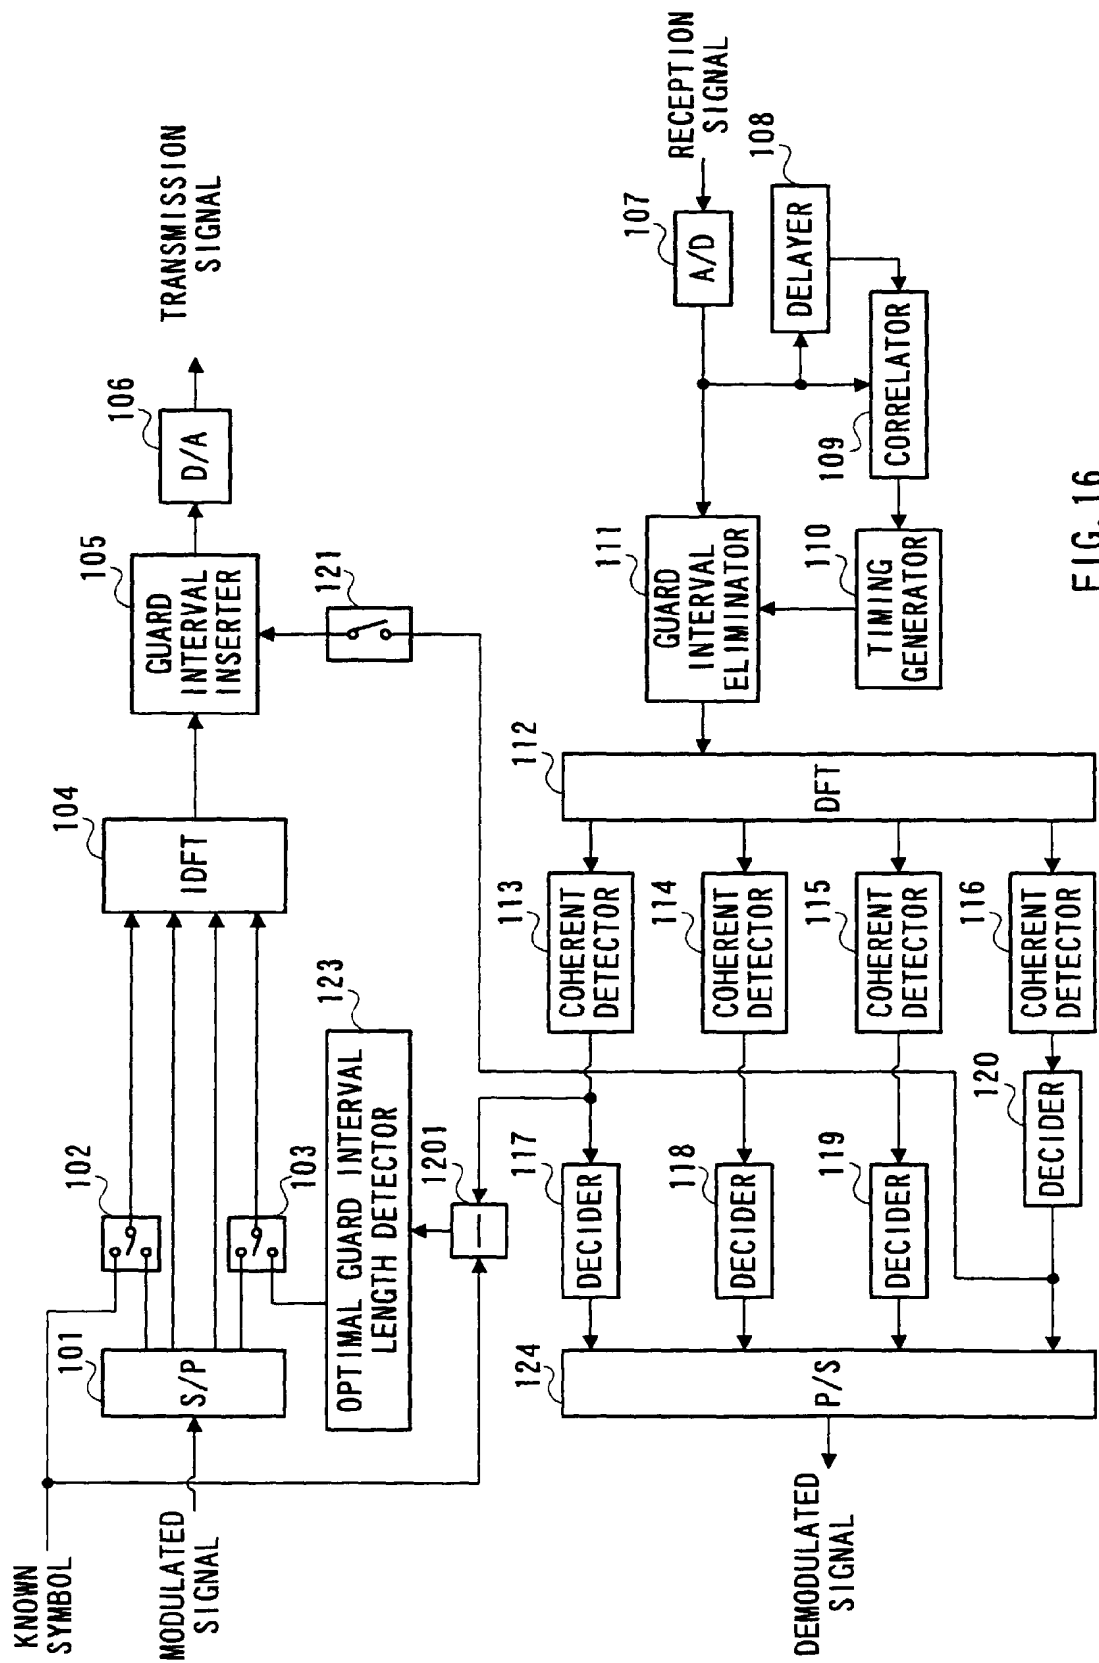 KNOWN
SYMBOL
MODULATED
SIGNAL
101
S/P
102
103
104
IDFT
105
GUARD
INTERVAL
INSERTER
106
D/A
TRANSMISSION
SIGNAL
121
123
OPTIMAL GUARD INTERVAL
LENGTH DETECTOR
1201
—
RECEPTION
SIGNAL
107
A/D
108
DELAYER
109
CORRELATOR
110
TIMING
GENERATOR
111
GUARD
INTERVAL
ELIMINATOR
112
DFT
113
COHERENT
DETECTOR
114
COHERENT
DETECTOR
115
COHERENT
DETECTOR
116
COHERENT
DETECTOR
117
DECIDER
118
DECIDER
119
DECIDER
120
DECIDER
124
P/S
DEMODULATED
SIGNAL
FIG. 16